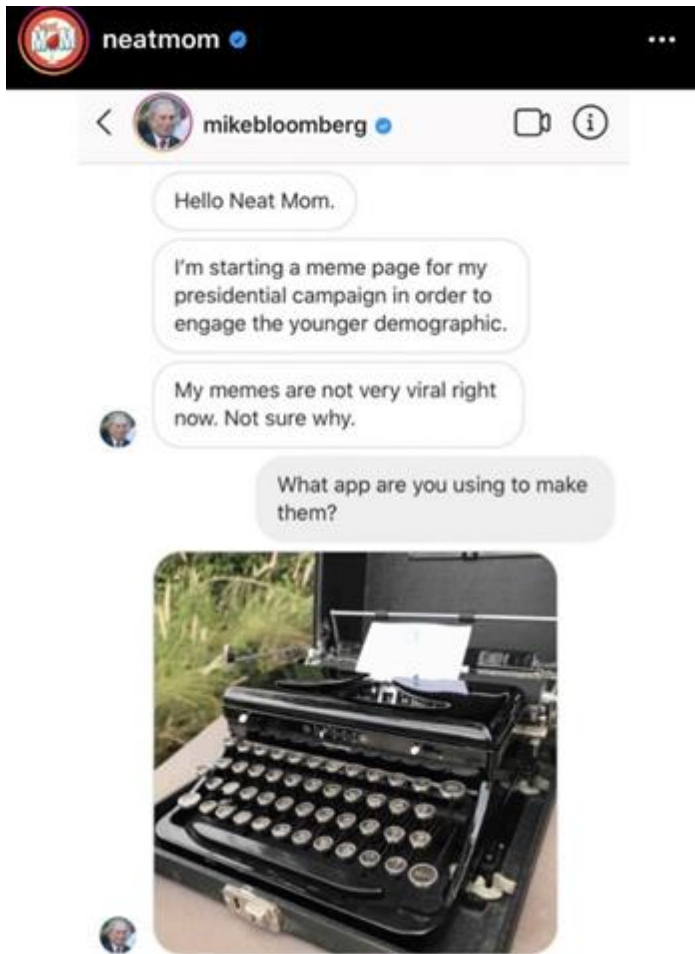 neatmom
mikebloomberg
Hello Neat Mom.
I'm starting a meme page for my
presidential campaign in order to
engage the younger demographic.
My memes are not very viral right
now. Not sure why.
What app are you using to make
them?